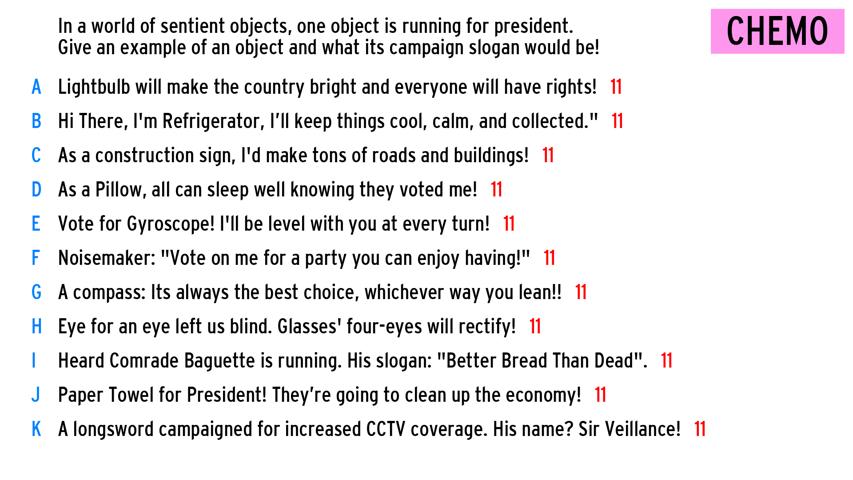 In a world of sentient objects, one object is running for president.
Give an example of an object and what its campaign slogan would be!
CHEMO
A Lightbulb will make the country bright and everyone will have rights! 11
B Hi There, I'm Refrigerator, I’ll keep things cool, calm, and collected." 11
C As a construction sign, I'd make tons of roads and buildings! 11
D As a Pillow, all can sleep well knowing they voted me! 11
E Vote for Gyroscope! I'll be level with you at every turn! 11
F Noisemaker: "Vote on me for a party you can enjoy having!" 11
G A compass: Its always the best choice, whichever way you lean!! 11
H Eye for an eye left us blind. Glasses' four-eyes will rectify! 11
I Heard Comrade Baguette is running. His slogan: "Better Bread Than Dead". 11
J Paper Towel for President! They’re going to clean up the economy! 11
K A longsword campaigned for increased CCTV coverage. His name? Sir Veillance! 11